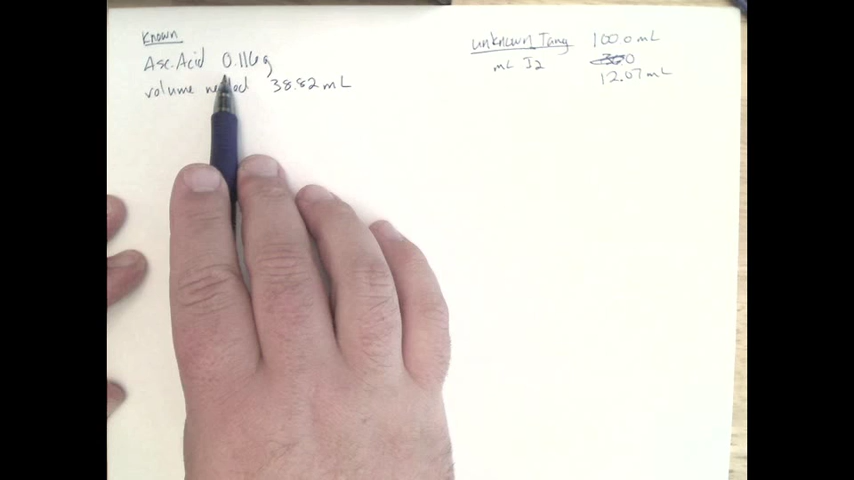 Known
Asc. Acid 0.116g
volume needed 38.82 mL
unknown Tang 100.0 mL
mL I2
12.07 mL